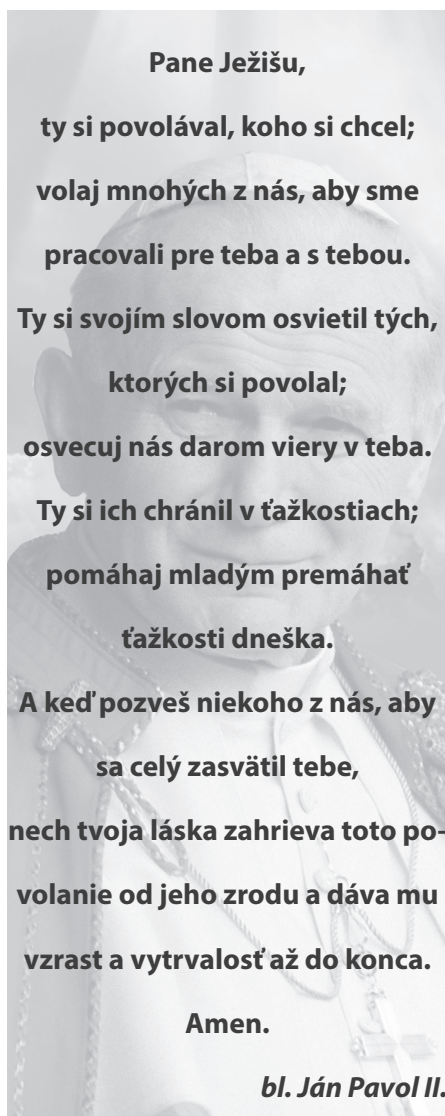 Pane Ježišu,
ty si povolával, koho si chcel;
volaj mnohých z nás, aby sme
pracovali pre teba a s tebou.
Ty si svojím slovom osvietil tých,
ktorých si povolal;
osvecuj nás darom viery v teba.
Ty si ich chránil v ťažkostiach;
pomáhaj mladým premáhať
ťažkosti dneška.
A keď pozveš niekoho z nás, aby
sa celý zasvätil tebe,
nech tvoja láska zahrieva toto po-
volanie od jeho zrodu a dáva mu
vzrast a vytrvalosť až do konca.
Amen.
bl. Ján Pavol II.